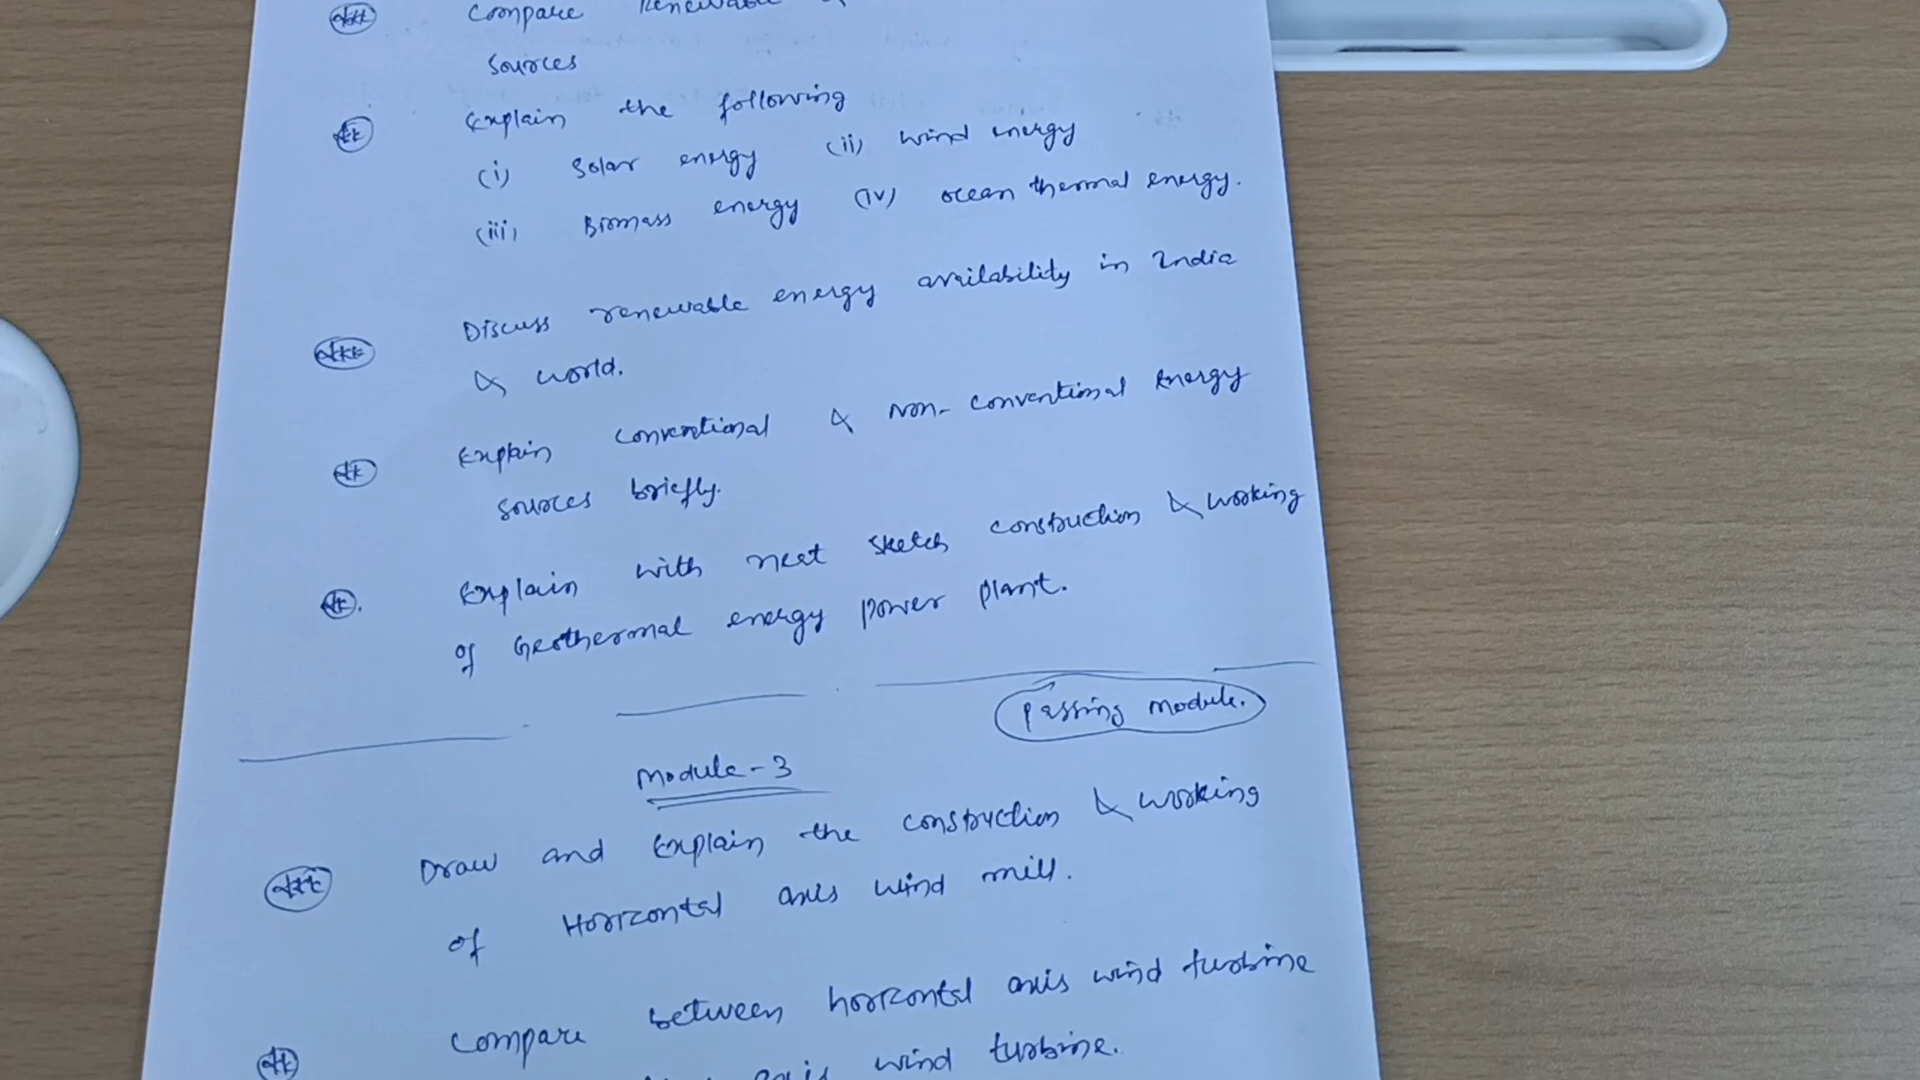 *** Compare Renewable
sources
** Explain the following
(i) Solar energy (ii) wind energy
(iii) Biomass energy (iv) ocean thermal energy.
*** Discuss renewable energy availability in India
& world.
** Explain conventional & Non-conventional Energy
sources briefly.
**. Explain with neat sketch construction & working
of Geothermal energy power plant.
Passing module.
Module-3
*** Draw and Explain the construction & working
of Horizontal axis wind mill.
** Compare between horizontal axis wind turbine
axis wind turbine.